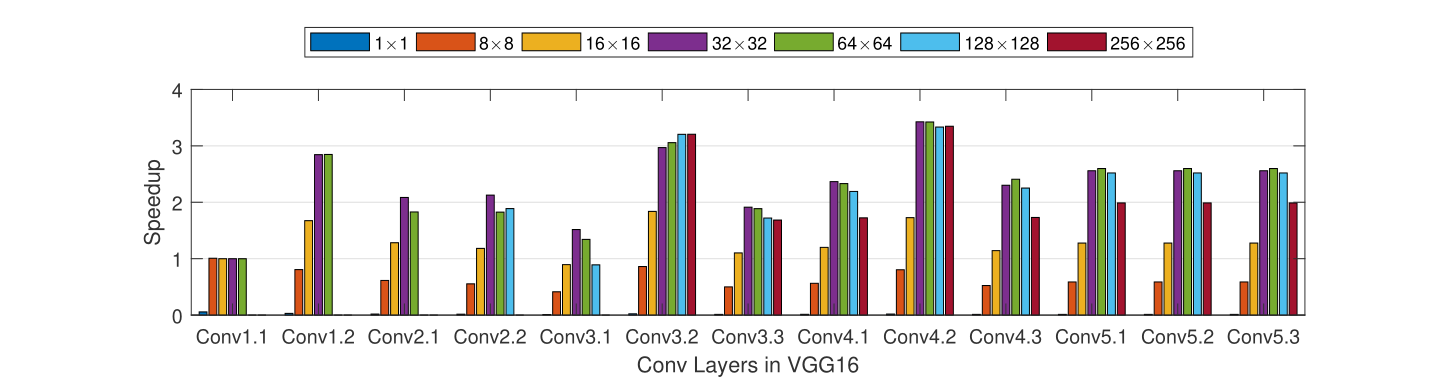 1×1 8×8 16×16 32×32 64×64 128×128 256×256
4
3
2
1
0
Speedup
Conv1.1 Conv1.2 Conv2.1 Conv2.2 Conv3.1 Conv3.2 Conv3.3 Conv4.1 Conv4.2 Conv4.3 Conv5.1 Conv5.2 Conv5.3
Conv Layers in VGG16